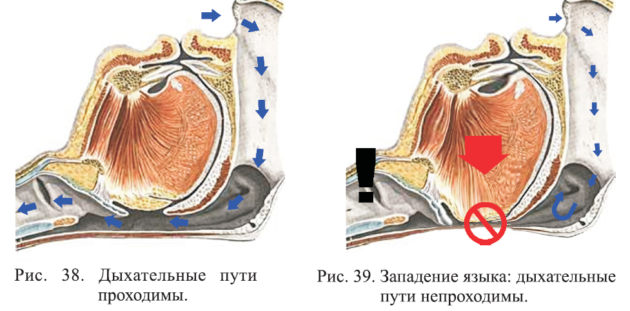 Рис. 38. Дыхательные пути
проходимы.
Рис. 39. Западение языка: дыхательные
пути непроходимы.